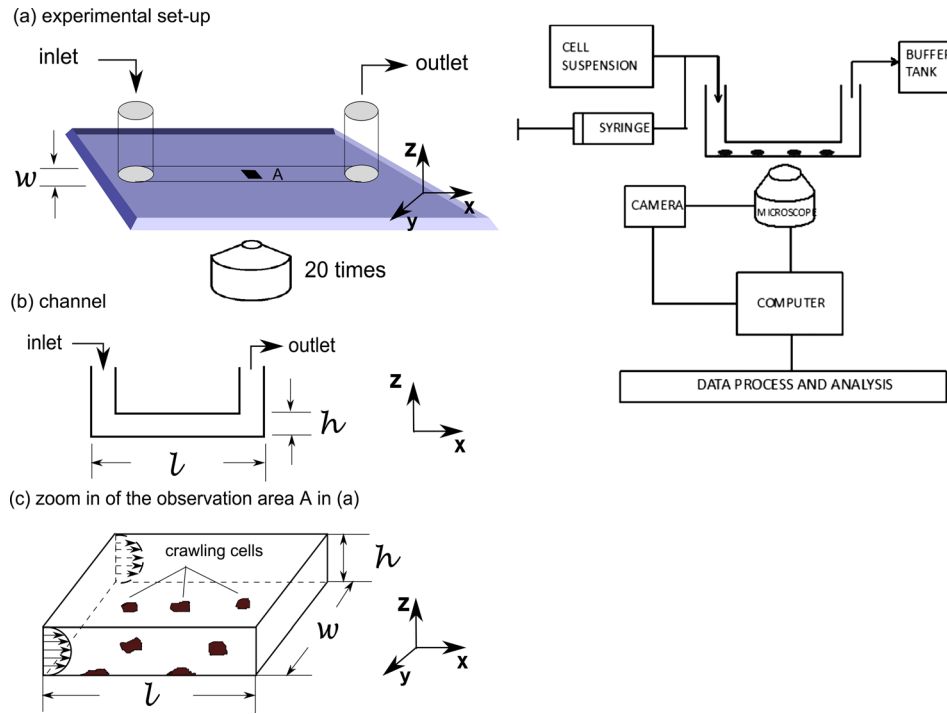 (a) experimental set-up
inlet
outlet
w
A
z
x
y
20 times
(b) channel
inlet
outlet
h
l
z
x
(c) zoom in of the observation area A in (a)
crawling cells
h
w
l
z
x
y
CELL
SUSPENSION
SYRINGE
BUFFER
TANK
CAMERA
MICROSCOPE
COMPUTER
DATA PROCESS AND ANALYSIS